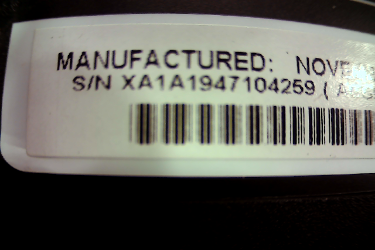 MANUFACTURED: NOVE
S/N XA1A1947104259 ( A